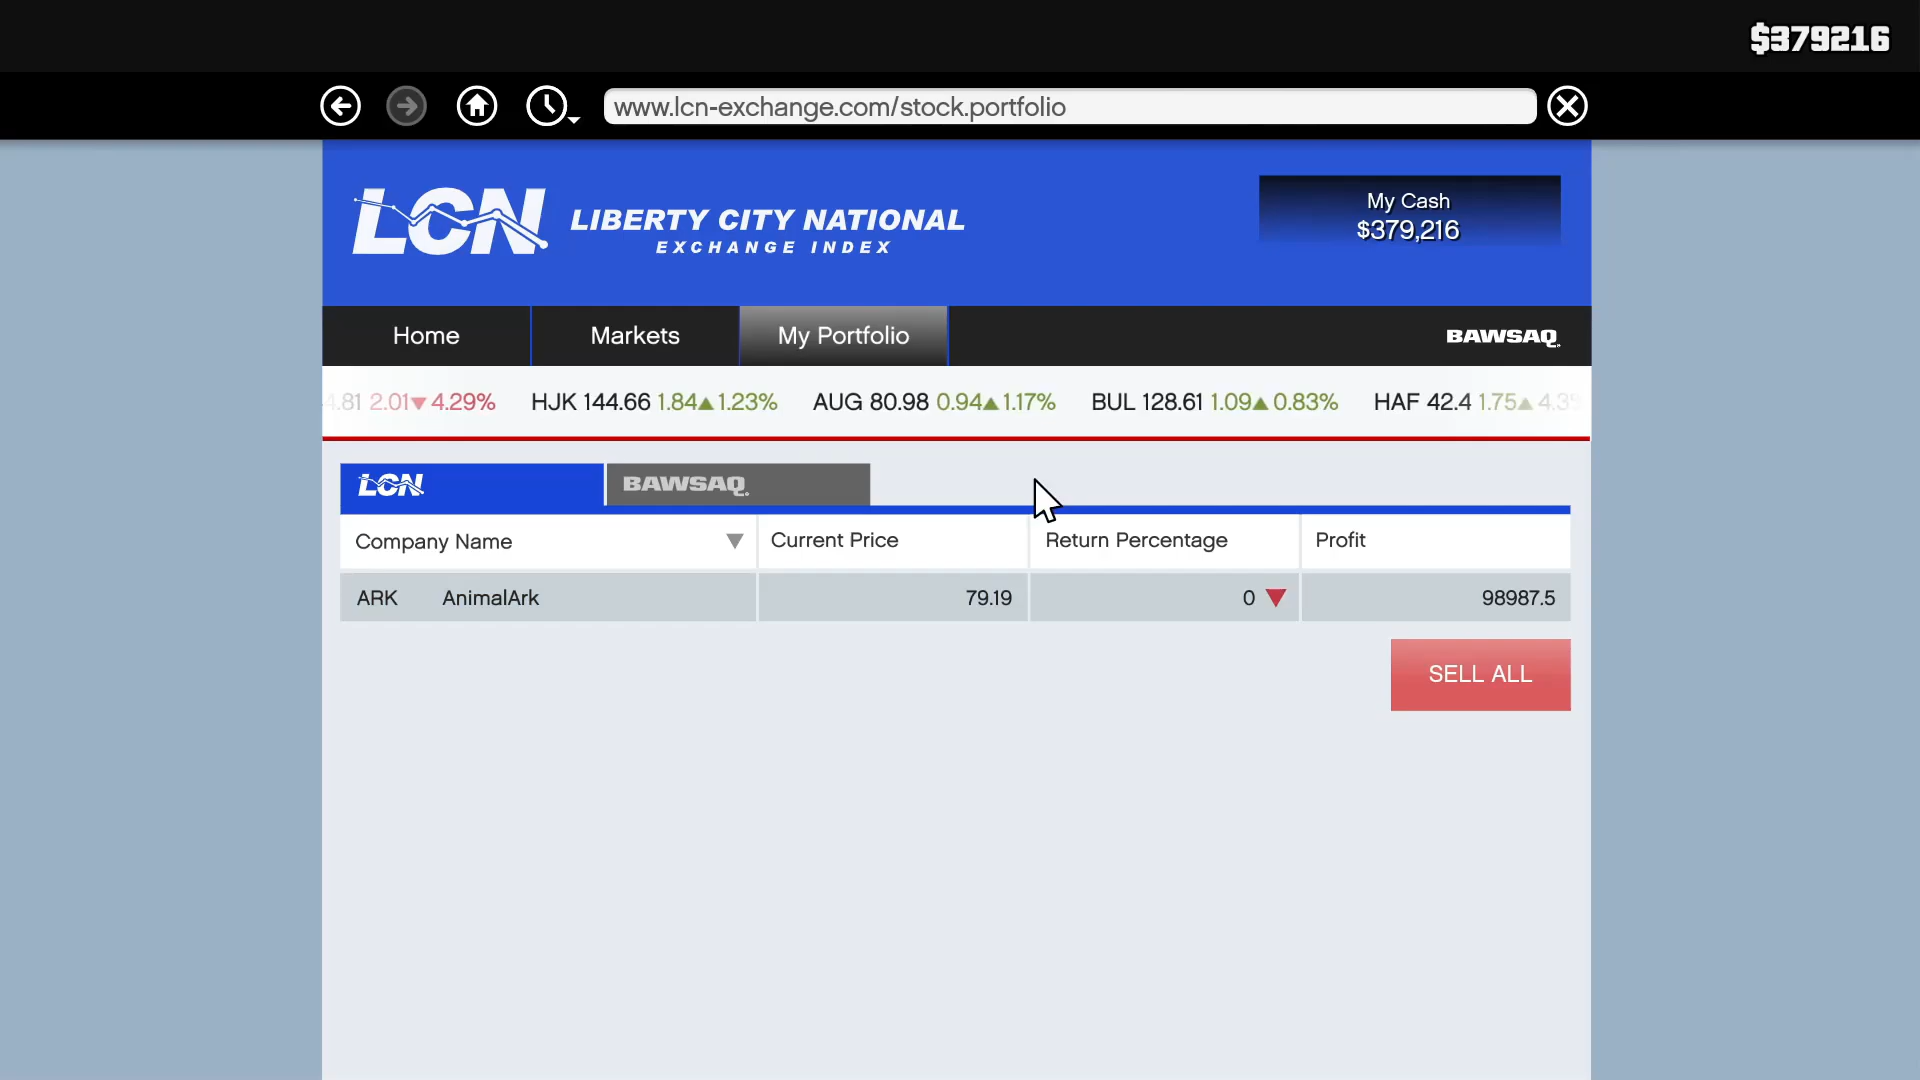 $379216
www.lcn-exchange.com/stock.portfolio
LCN LIBERTY CITY NATIONAL
EXCHANGE INDEX
My Cash
$379,216
Home Markets My Portfolio BAWSAQ
4.81 2.01▼4.29% HJK 144.66 1.84▲1.23% AUG 80.98 0.94▲1.17% BUL 128.61 1.09▲0.83% HAF 42.4 1.75▲
LCN BAWSAQ
Company Name ▼ Current Price Return Percentage Profit
ARK AnimalArk 79.19 0 ▼ 98987.5
SELL ALL